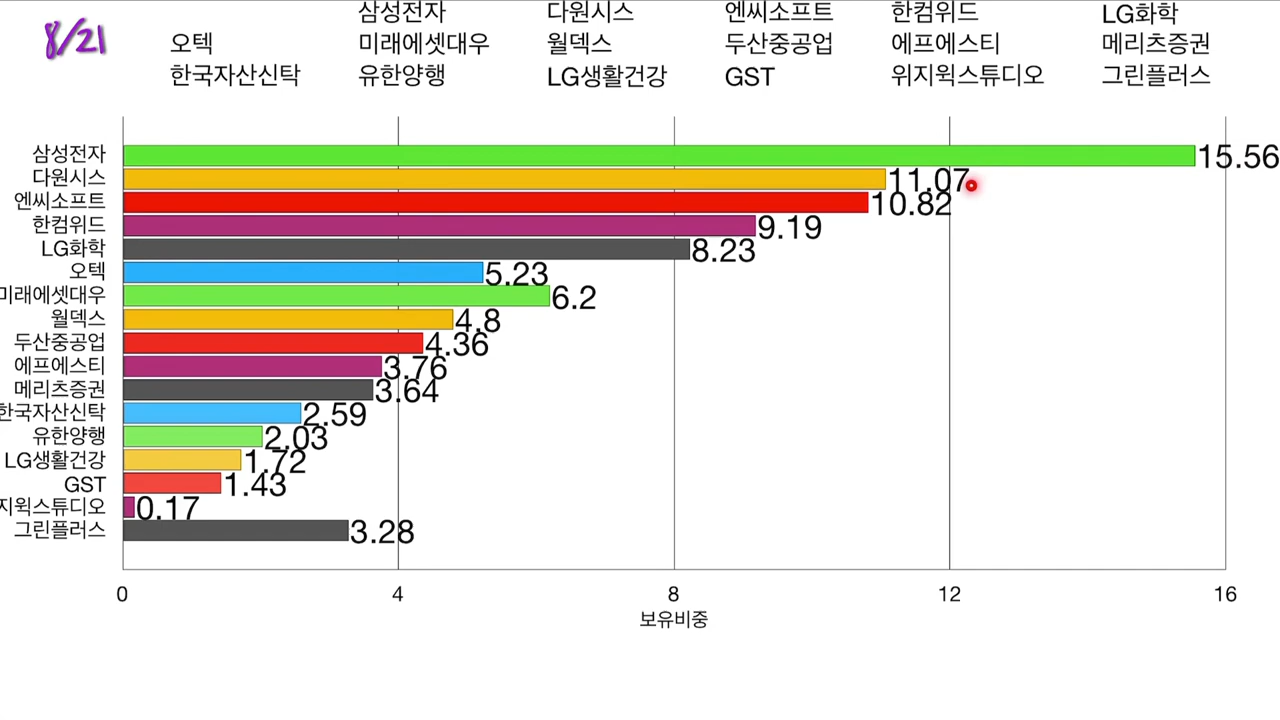 8/21
삼성전자 다원시스 엔씨소프트 한컴위드 LG화학
오텍 미래에셋대우 월덱스 두산중공업 에프에스티 메리츠증권
한국자산신탁 유한양행 LG생활건강 GST 위지윅스튜디오 그린플러스
삼성전자 15.56
다원시스 11.07
엔씨소프트 10.82
한컴위드 9.19
LG화학 8.23
오텍 5.23
미래에셋대우 6.2
월덱스 4.8
두산중공업 4.36
에프에스티 3.76
메리츠증권 3.64
한국자산신탁 2.59
유한양행 2.03
LG생활건강 1.72
GST 1.43
지윅스튜디오 0.17
그린플러스 3.28
0 4 8 12 16
보유비중